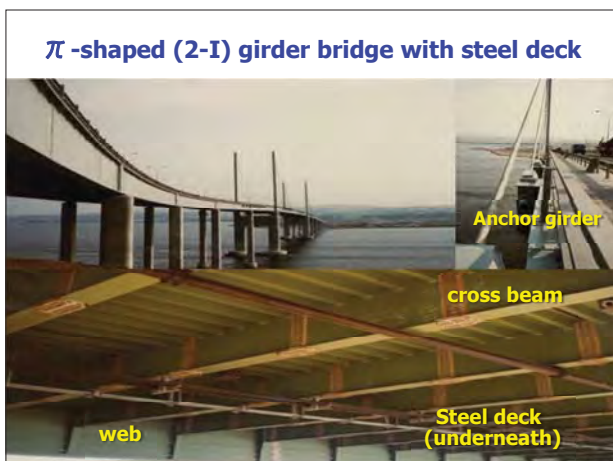 π -shaped (2-I) girder bridge with steel deck
Anchor girder
cross beam
Steel deck
(underneath)
web